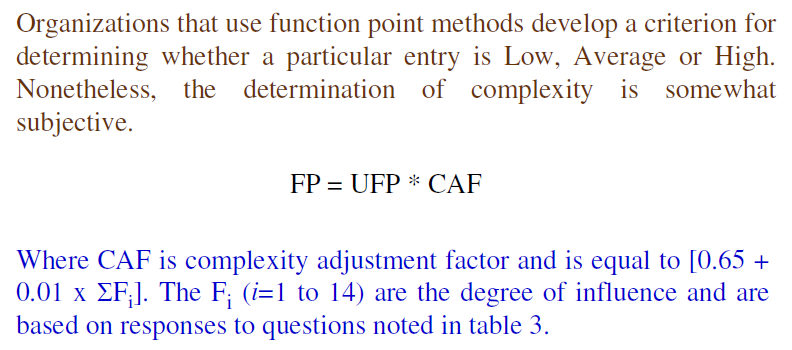 Organizations that use function point methods develop a criterion for
determining whether a particular entry is Low, Average or High.
Nonetheless, the determination of complexity is somewhat
subjective.
FP = UFP * CAF
Where CAF is complexity adjustment factor and is equal to [0.65 +
0.01 x ΣFᵢ]. The Fᵢ (i=1 to 14) are the degree of influence and are
based on responses to questions noted in table 3.